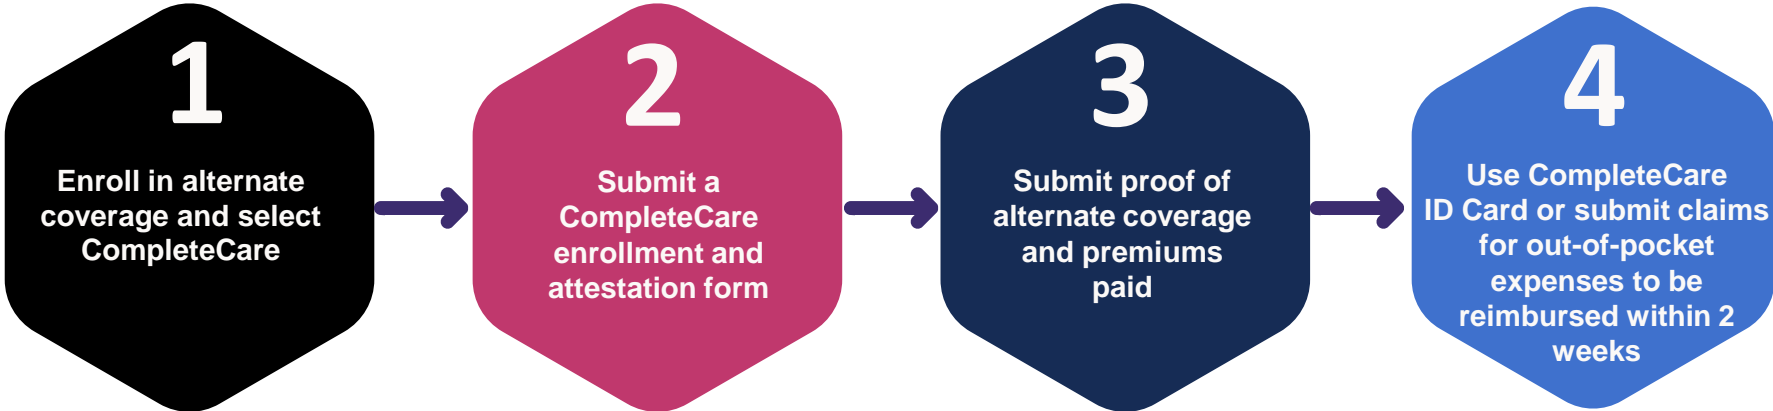 1
Enroll in alternate
coverage and select
CompleteCare
2
Submit a
CompleteCare
enrollment and
attestation form
3
Submit proof of
alternate coverage
and premiums
paid
4
Use CompleteCare
ID Card or submit claims
for out-of-pocket
expenses to be
reimbursed within 2
weeks